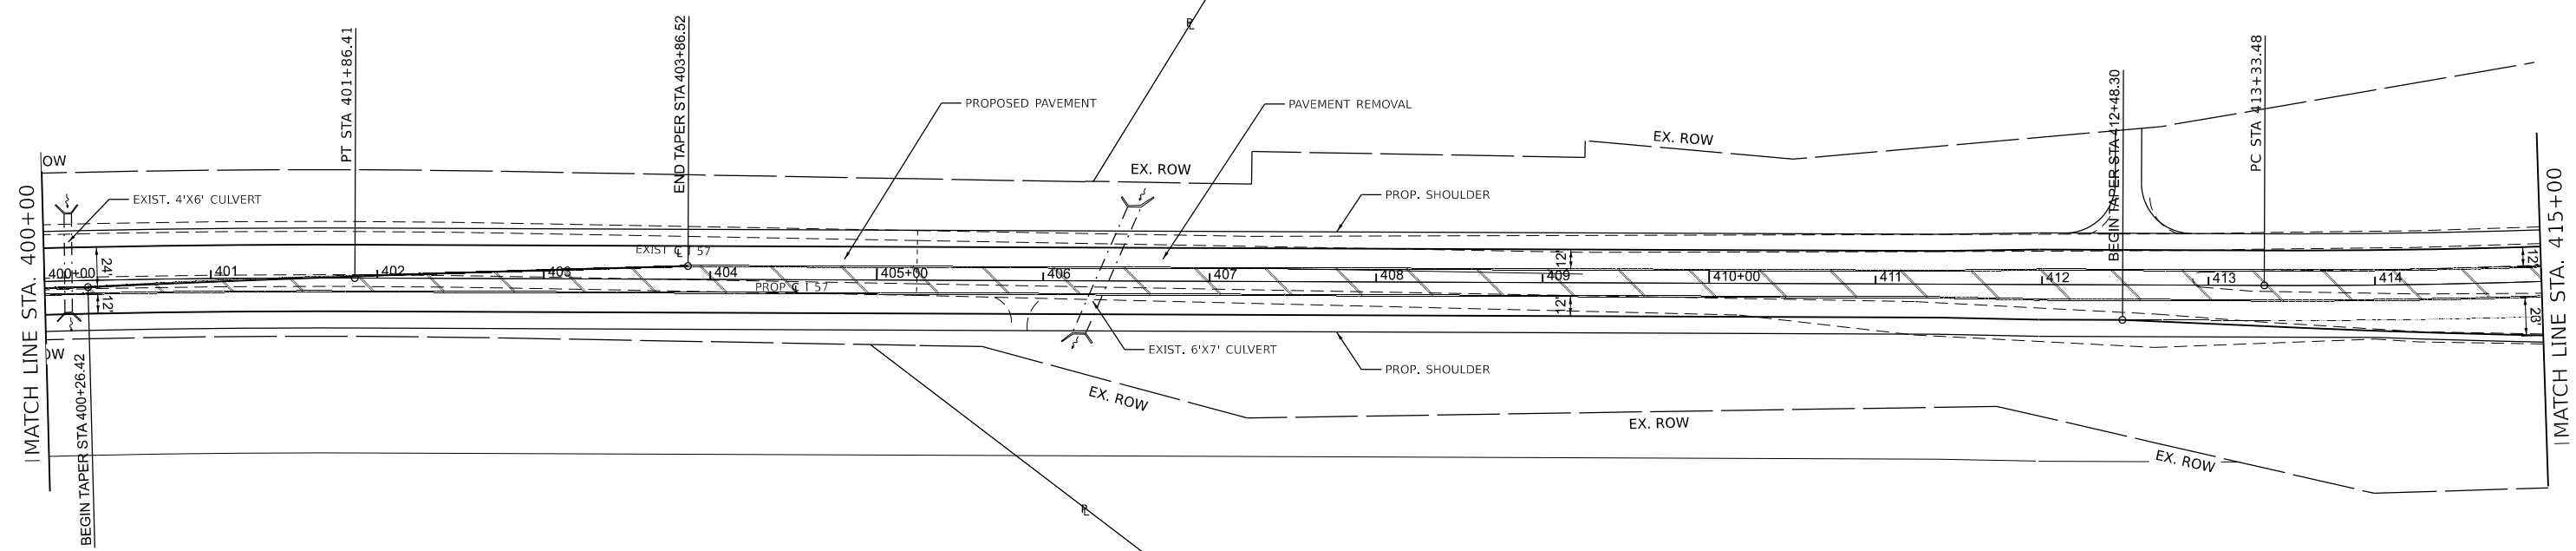 MATCH LINE STA. 400+00
OW
EXIST. 4'X6' CULVERT
PT STA 401+86.41
END TAPER STA 403+86.52
PROPOSED PAVEMENT
PAVEMENT REMOVAL
PL
EX. ROW
PROP. SHOULDER
EX. ROW
BEGIN TAPER STA 412+48.30
PC STA 413+33.48
MATCH LINE STA. 415+00
EXIST CL I 57
24'
12'
12'
400+00
401
402
403
404
405+00
406
407
408
409
410+00
411
412
413
414
PROP CL I 57
12'
12'
OW
BEGIN TAPER STA 400+26.42
EXIST. 6'X7' CULVERT
PROP. SHOULDER
EX. ROW
EX. ROW
EX. ROW
PL